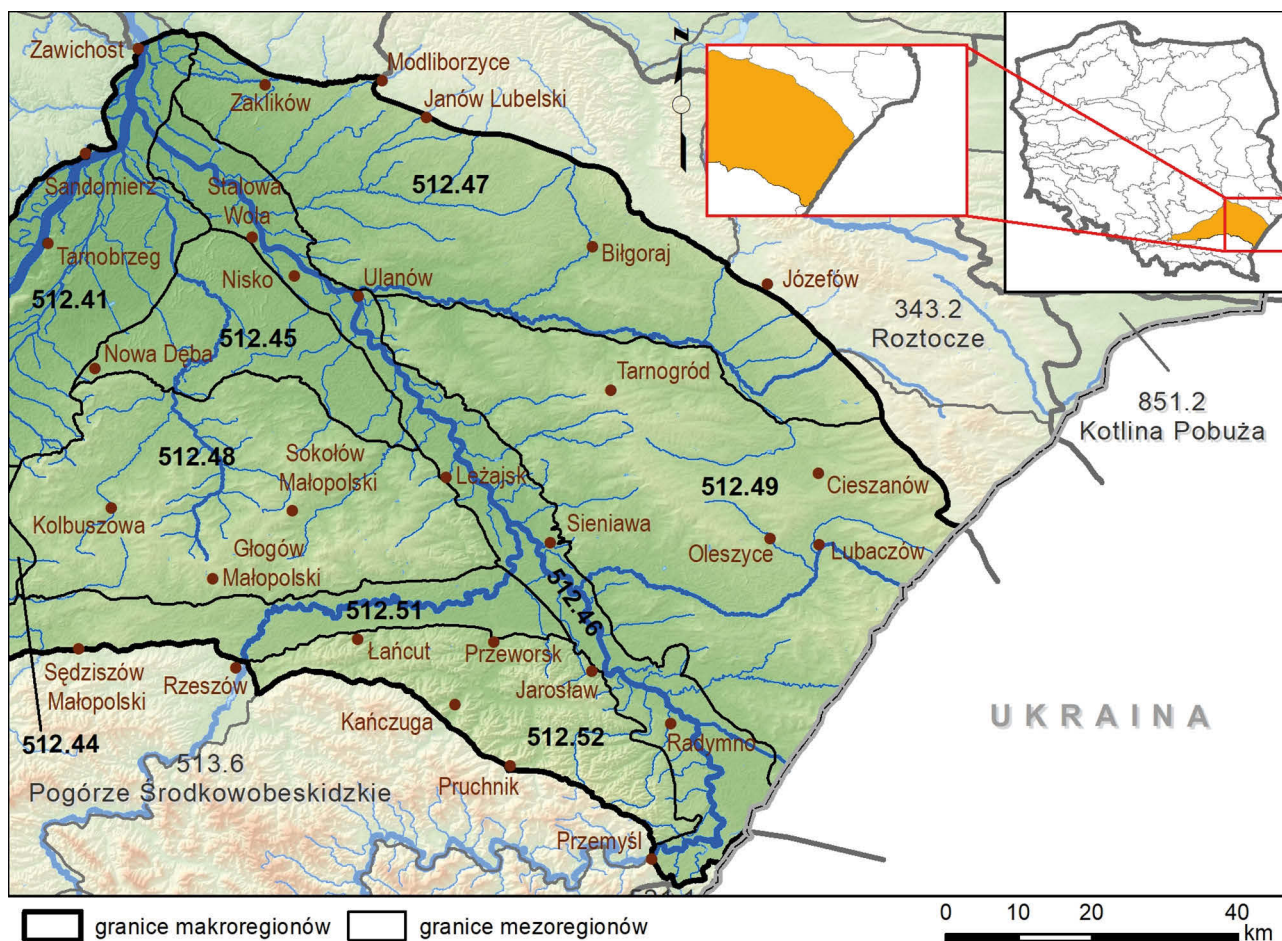 Zawichost
Modliborzyce
Zaklików
Janów Lubelski
N
Sandomierz
Stalowa
Wola
512.47
Tarnobrzeg
Nisko
Ulanów
Biłgoraj
Józefów
512.41
512.45
343.2
Roztocze
Nowa Dęba
Tarnogród
851.2
Kotlina Pobuża
512.48
Sokołów
Małopolski
Leżajsk
512.49
Cieszanów
Kolbuszowa
Sieniawa
Głogów
Małopolski
Oleszyce
Lubaczów
512.46
512.51
Łańcut
Przeworsk
Sędziszów
Małopolski
Rzeszów
Jarosław
Kańczuga
512.52
Radymno
UKRAINA
512.44
513.6
Pogórze Środkowobeskidzkie
Pruchnik
Przemyśl
granice makroregionów
granice mezoregionów
0 10 20 40
km